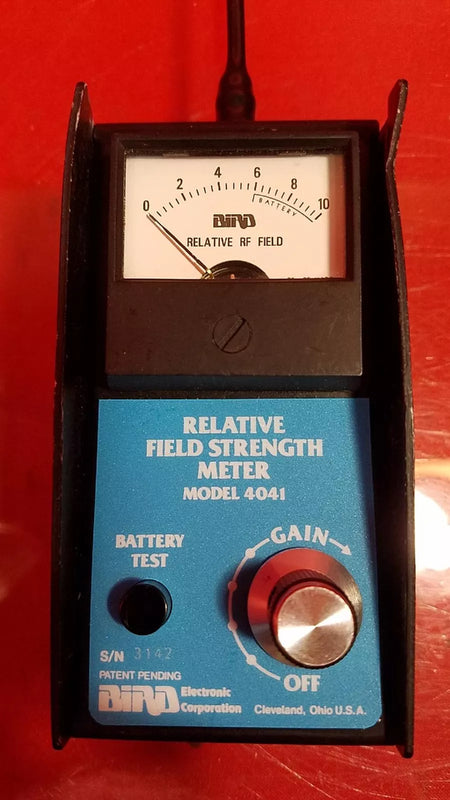 0 2 4 6 8 10
BATTERY
BIRD
RELATIVE RF FIELD
RELATIVE
FIELD STRENGTH
METER
MODEL 4041
GAIN
BATTERY
TEST
S/N 3142
PATENT PENDING
OFF
BIRD Electronic
Corporation
Cleveland, Ohio U.S.A.